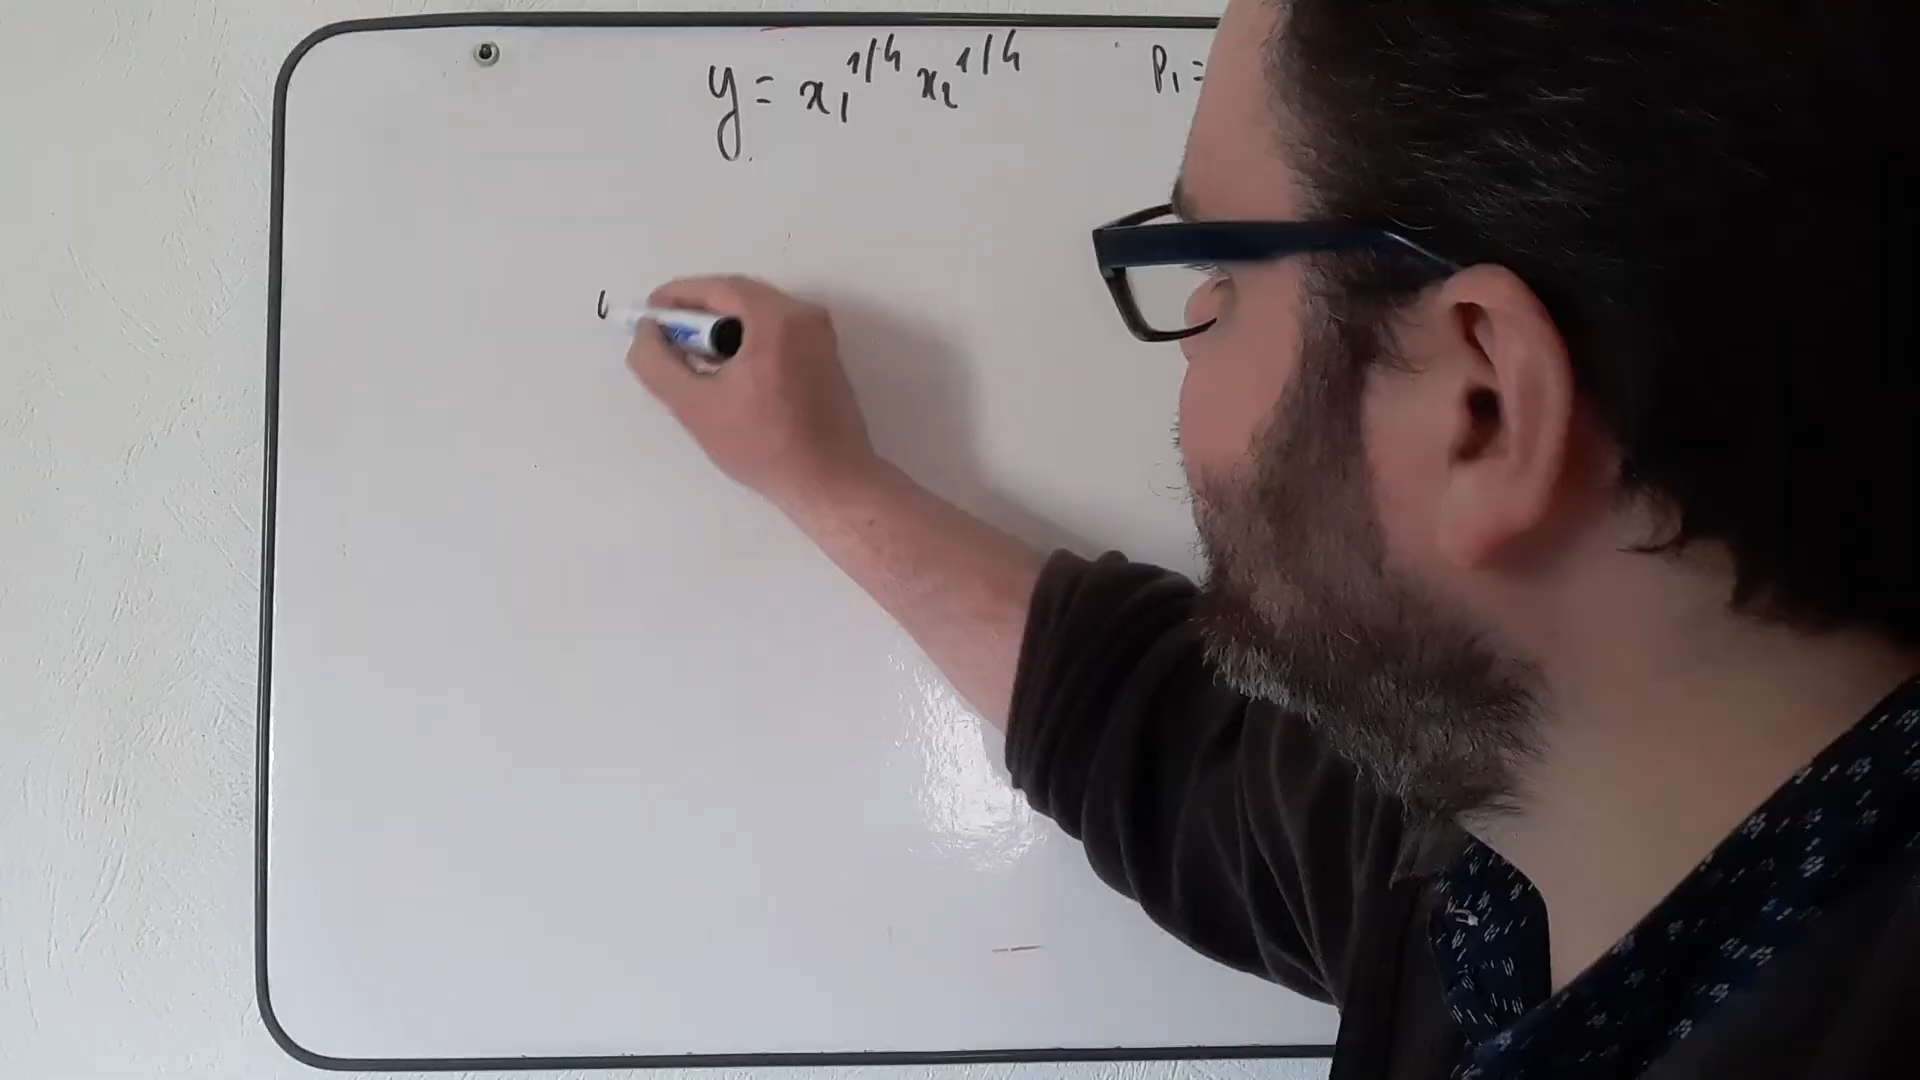 y = x₁^1/4 x₂^1/4 P₁ =